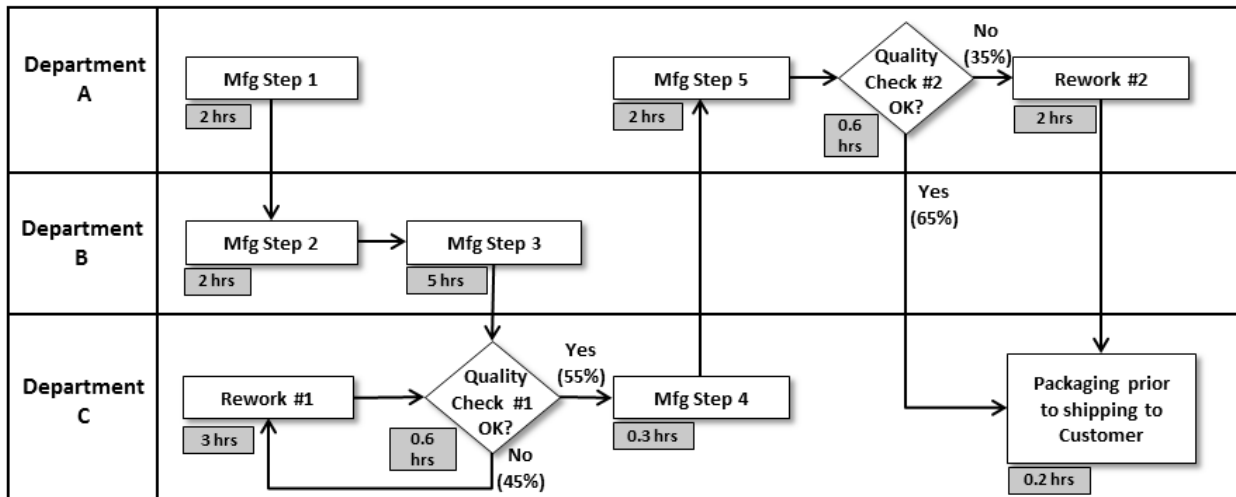 Department
A
Mfg Step 1
2 hrs
Mfg Step 5
2 hrs
Quality
Check #2
OK?
0.6
hrs
No
(35%)
Rework #2
2 hrs
Yes
(65%)
Department
B
Mfg Step 2
2 hrs
Mfg Step 3
5 hrs
Department
C
Rework #1
3 hrs
Quality
Check #1
OK?
0.6
hrs
No
(45%)
Yes
(55%)
Mfg Step 4
0.3 hrs
Packaging prior
to shipping to
Customer
0.2 hrs